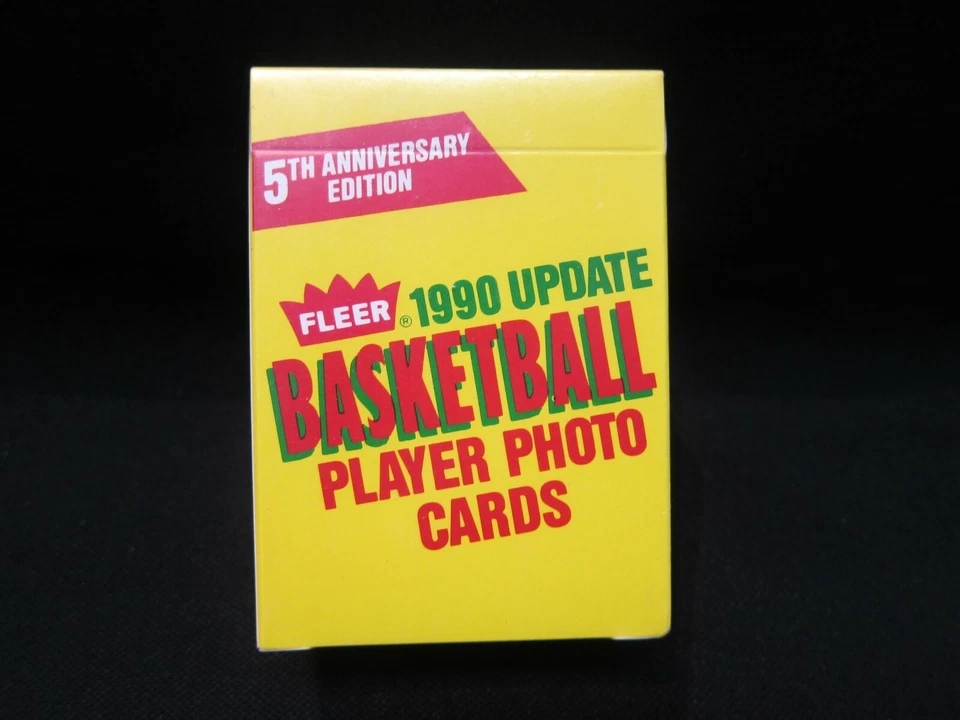 5TH ANNIVERSARY
EDITION
FLEER® 1990 UPDATE
BASKETBALL
PLAYER PHOTO
CARDS